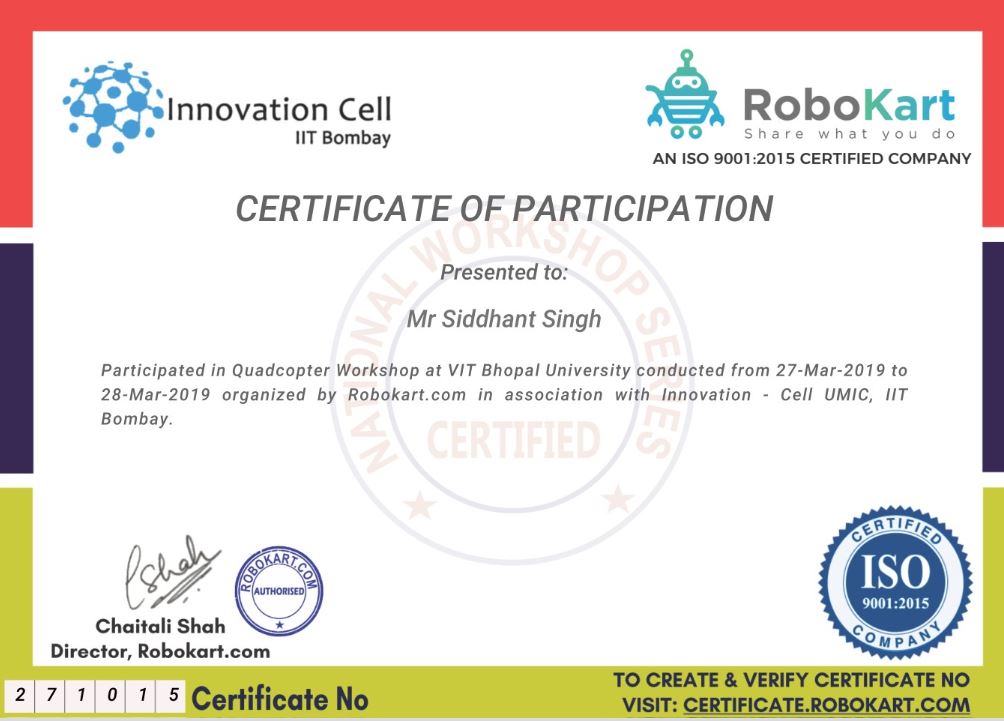 Innovation Cell
IIT Bombay
RoboKart
Share what you do
AN ISO 9001:2015 CERTIFIED COMPANY
CERTIFICATE OF PARTICIPATION
NATIONAL WORKSHOP SERIES
CERTIFIED
Presented to:
Mr Siddhant Singh
Participated in Quadcopter Workshop at VIT Bhopal University conducted from 27-Mar-2019 to
28-Mar-2019 organized by Robokart.com in association with Innovation - Cell UMIC, IIT
Bombay.
CShah
ROBOKART.COM
AUTHORISED
Chaitali Shah
Director, Robokart.com
CERTIFIED
ISO
9001:2015
COMPANY
2 7 1 0 1 5 Certificate No
TO CREATE & VERIFY CERTIFICATE NO
VISIT: CERTIFICATE.ROBOKART.COM